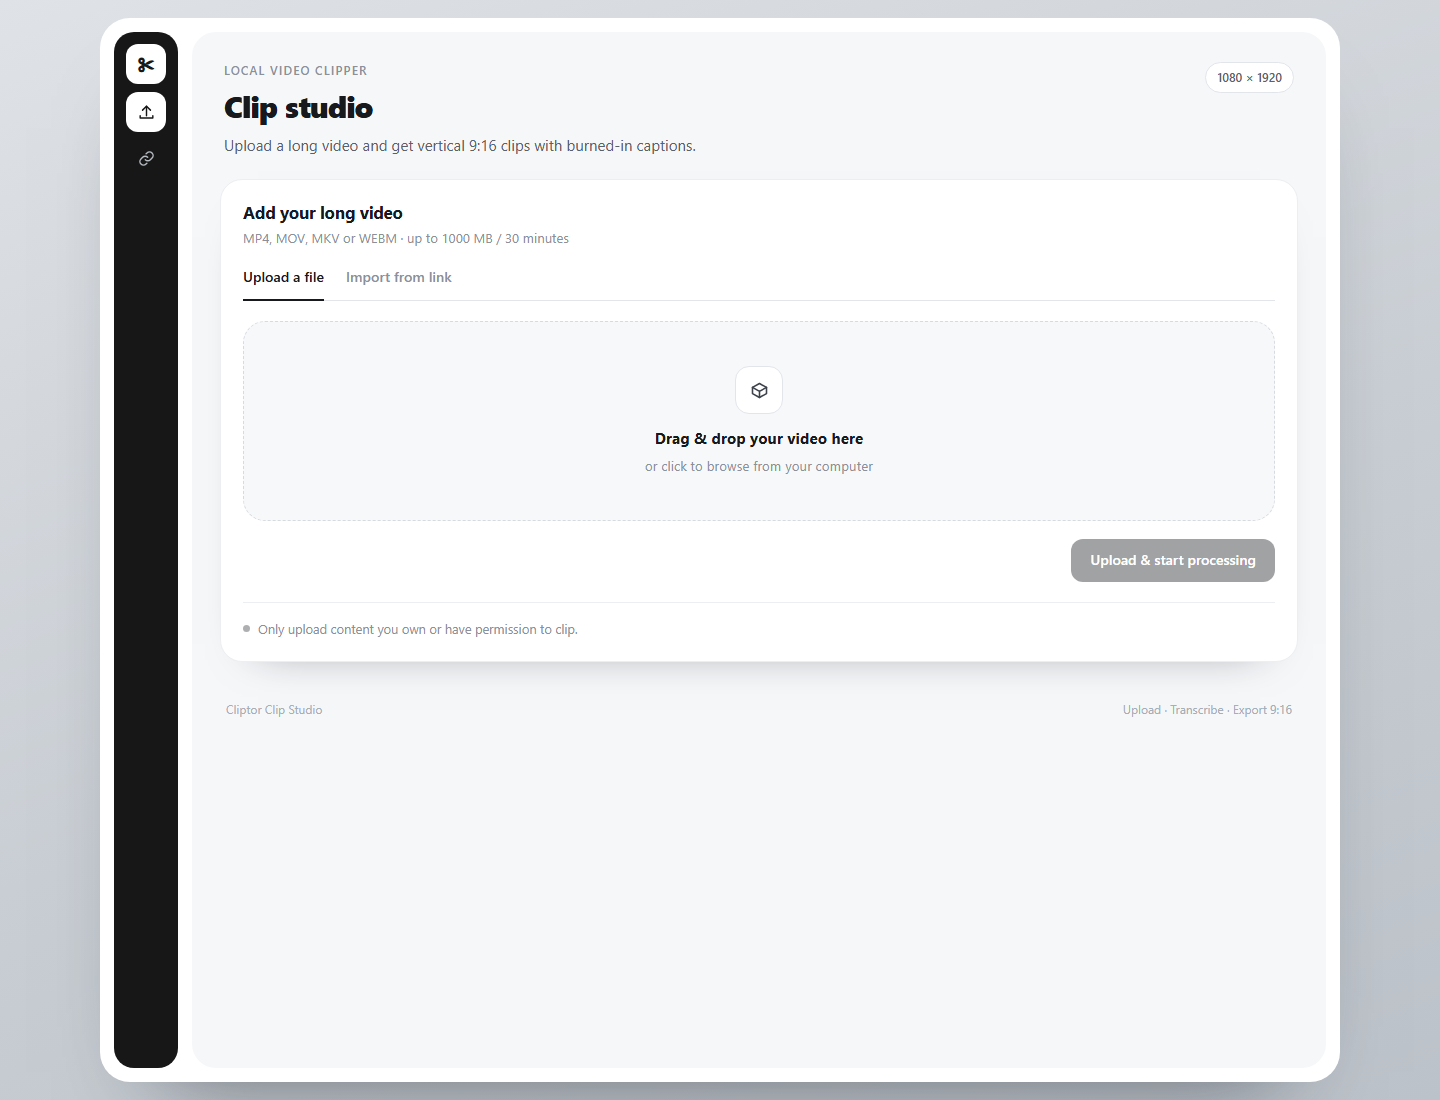 LOCAL VIDEO CLIPPER
1080 × 1920
Clip studio
Upload a long video and get vertical 9:16 clips with burned-in captions.
Add your long video
MP4, MOV, MKV or WEBM · up to 1000 MB / 30 minutes
Upload a file
Import from link
Drag & drop your video here
or click to browse from your computer
Upload & start processing
Only upload content you own or have permission to clip.
Cliptor Clip Studio
Upload · Transcribe · Export 9:16